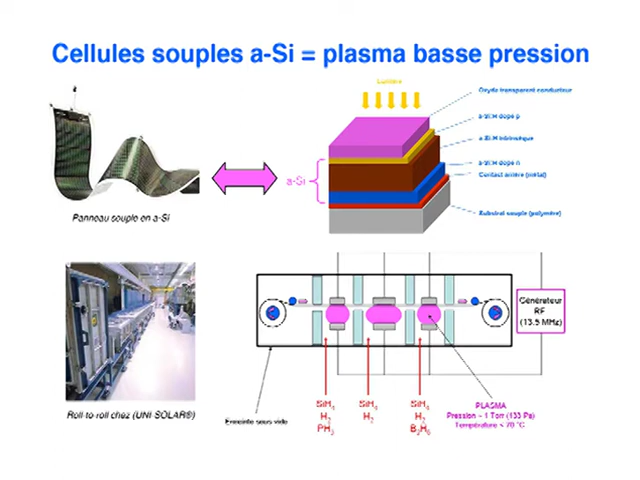 Cellules souples a-Si = plasma basse pression
Lumière
Oxyde transparent conducteur
a-Si:H dopé p
a-Si:H intrinsèque
a-Si:H dopé n
Contact arrière (métal)
a-Si
Substrat souple (polymère)
Panneau souple en a-Si
Générateur
RF
(13.5 MHz)
SiH₄
H₂
PH₃
SiH₄
H₂
SiH₄
H₂
B₂H₆
PLASMA
Pression ~ 1 Torr (133 Pa)
Température < 70 °C
Roll-to-roll chez (UNI-SOLAR®)
Enceinte sous vide